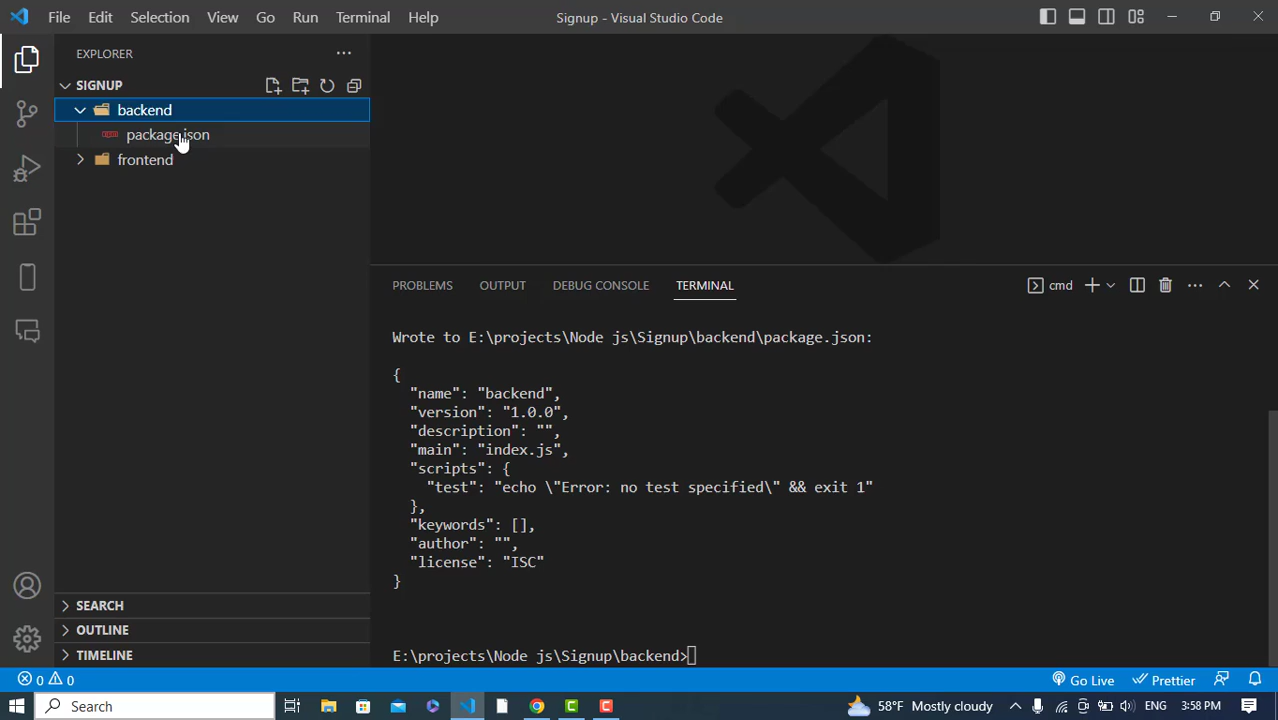 File Edit Selection View Go Run Terminal Help Signup - Visual Studio Code
EXPLORER
SIGNUP
backend
package.json
frontend
PROBLEMS OUTPUT DEBUG CONSOLE TERMINAL cmd
Wrote to E:\projects\Node js\Signup\backend\package.json:
{
"name": "backend",
"version": "1.0.0",
"description": "",
"main": "index.js",
"scripts": {
"test": "echo \"Error: no test specified\" && exit 1"
},
"keywords": [],
"author": "",
"license": "ISC"
}
E:\projects\Node js\Signup\backend>
SEARCH
OUTLINE
TIMELINE
0 0 Go Live Prettier
Search 58°F Mostly cloudy ENG 3:58 PM